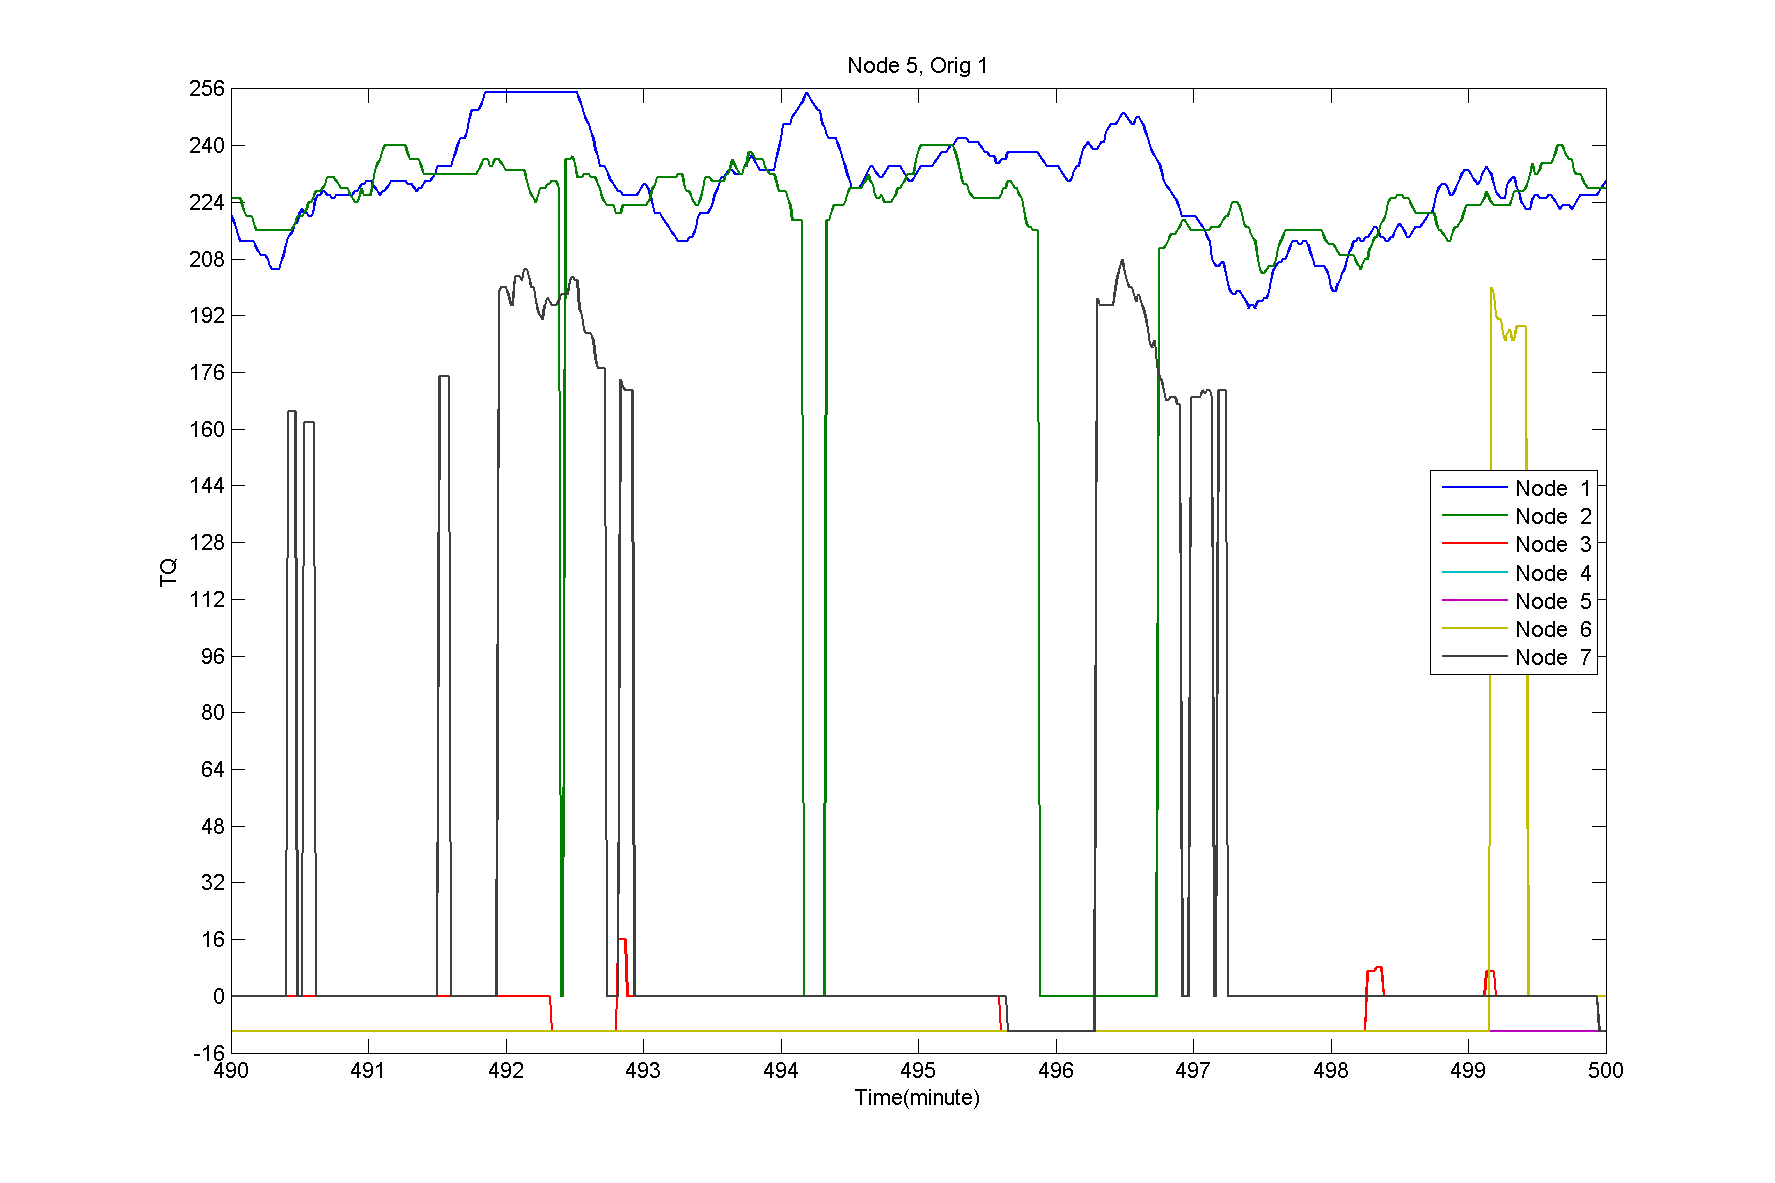 Node 5, Orig 1
256
240
224
208
192
176
160
144
128
112
96
80
64
48
32
16
0
-16
TQ
Node 1
Node 2
Node 3
Node 4
Node 5
Node 6
Node 7
490 491 492 493 494 495 496 497 498 499 500
Time(minute)